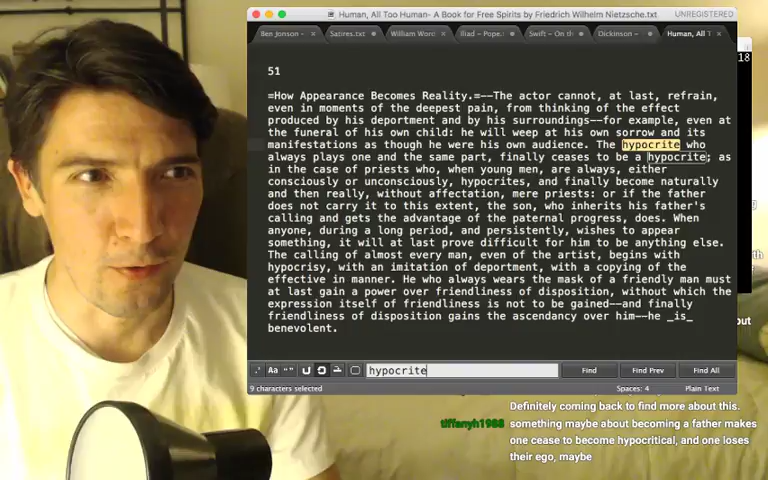 Human, All Too Human- A Book for Free Spirits by Friedrich Wilhelm Nietzsche.txt
UNREGISTERED
Ben Jonson -
Satires.txt
William Word
Iliad – Pope.
Swift – On th
Dickinson –
Human, All T
18
51
=How Appearance Becomes Reality.=--The actor cannot, at last, refrain,
even in moments of the deepest pain, from thinking of the effect
produced by his deportment and by his surroundings--for example, even at
the funeral of his own child: he will weep at his own sorrow and its
manifestations as though he were his own audience. The hypocrite who
always plays one and the same part, finally ceases to be a hypocrite; as
in the case of priests who, when young men, are always, either
consciously or unconsciously, hypocrites, and finally become naturally
and then really, without affectation, mere priests: or if the father
does not carry it to this extent, the son, who inherits his father's
calling and gets the advantage of the paternal progress, does. When
anyone, during a long period, and persistently, wishes to appear
something, it will at last prove difficult for him to be anything else.
The calling of almost every man, even of the artist, begins with
hypocrisy, with an imitation of deportment, with a copying of the
effective in manner. He who always wears the mask of a friendly man must
at last gain a power over friendliness of disposition, without which the
expression itself of friendliness is not to be gained--and finally
friendliness of disposition gains the ascendancy over him--he _is_
benevolent.
.* Aa “” hypocrite Find Find Prev Find All
9 characters selected
Spaces: 4
Plain Text
Definitely coming back to find more about this.
tiffanyh1988 something maybe about becoming a father makes
one cease to become hypocritical, and one loses
their ego, maybe